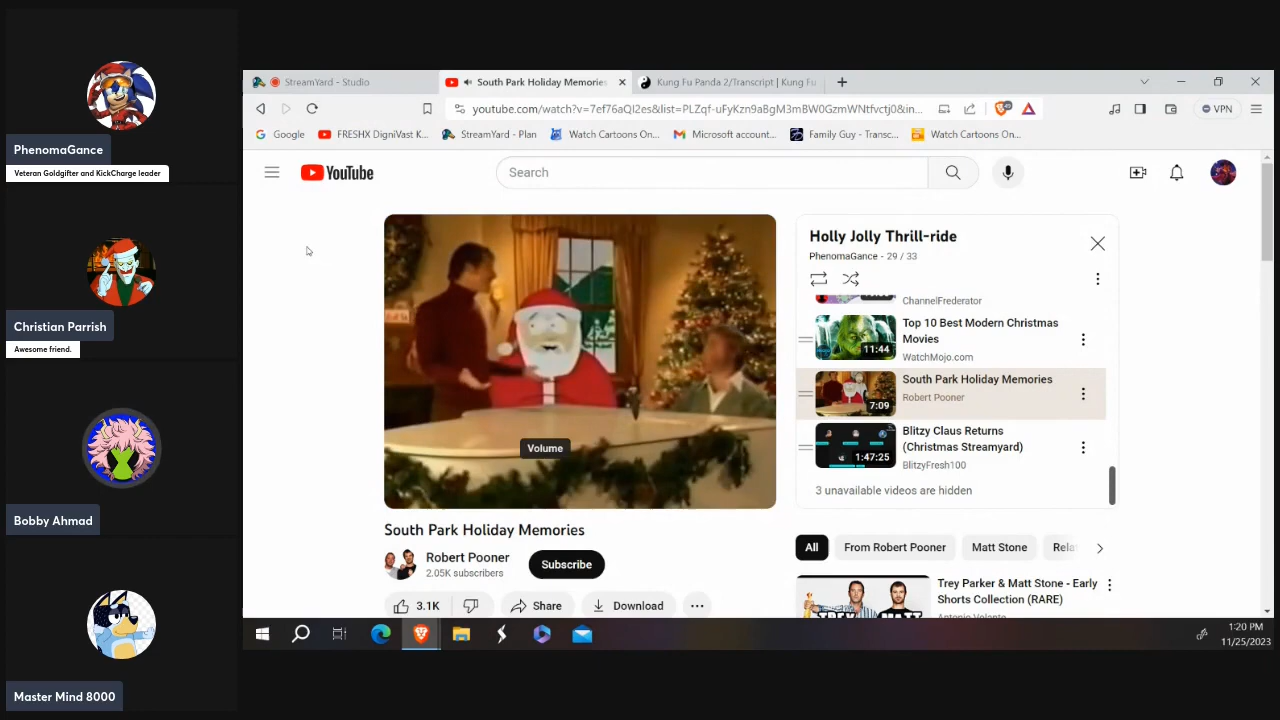 PhenomaGance
Veteran Goldgifter and KickCharge leader
Christian Parrish
Awesome friend.
Bobby Ahmad
Master Mind 8000
StreamYard - Studio
South Park Holiday Memories
Kung Fu Panda 2/Transcript | Kung Fu
youtube.com/watch?v=7ef76aQI2es&list=PLZqf-uFyKzn9aBgM3mBW0GzmWNtfvctj0&in...
VPN
Google
FRESHX DigniVast K...
StreamYard - Plan
Watch Cartoons On...
Microsoft account...
Family Guy - Transc...
Watch Cartoons On...
YouTube
Search
Volume
South Park Holiday Memories
Robert Pooner
2.05K subscribers
Subscribe
3.1K
Share
Download
Holly Jolly Thrill-ride
PhenomaGance - 29 / 33
ChannelFrederator
Top 10 Best Modern Christmas
Movies
WatchMojo.com
11:44
South Park Holiday Memories
Robert Pooner
7:09
Blitzy Claus Returns
(Christmas Streamyard)
BlitzyFresh100
1:47:25
3 unavailable videos are hidden
All
From Robert Pooner
Matt Stone
Trey Parker & Matt Stone - Early
Shorts Collection (RARE)
Antonio Volante
1:20 PM
11/25/2023